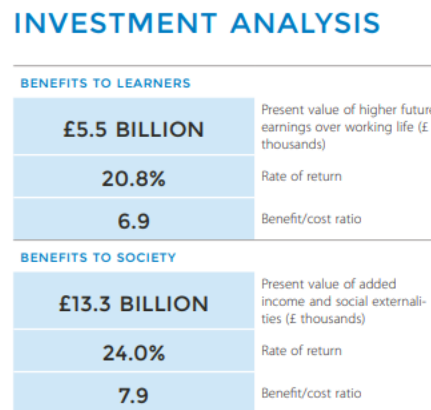 INVESTMENT ANALYSIS
BENEFITS TO LEARNERS
£5.5 BILLION
Present value of higher future
earnings over working life (£
thousands)
20.8%
Rate of return
6.9
Benefit/cost ratio
BENEFITS TO SOCIETY
£13.3 BILLION
Present value of added
income and social externali-
ties (£ thousands)
24.0%
Rate of return
7.9
Benefit/cost ratio